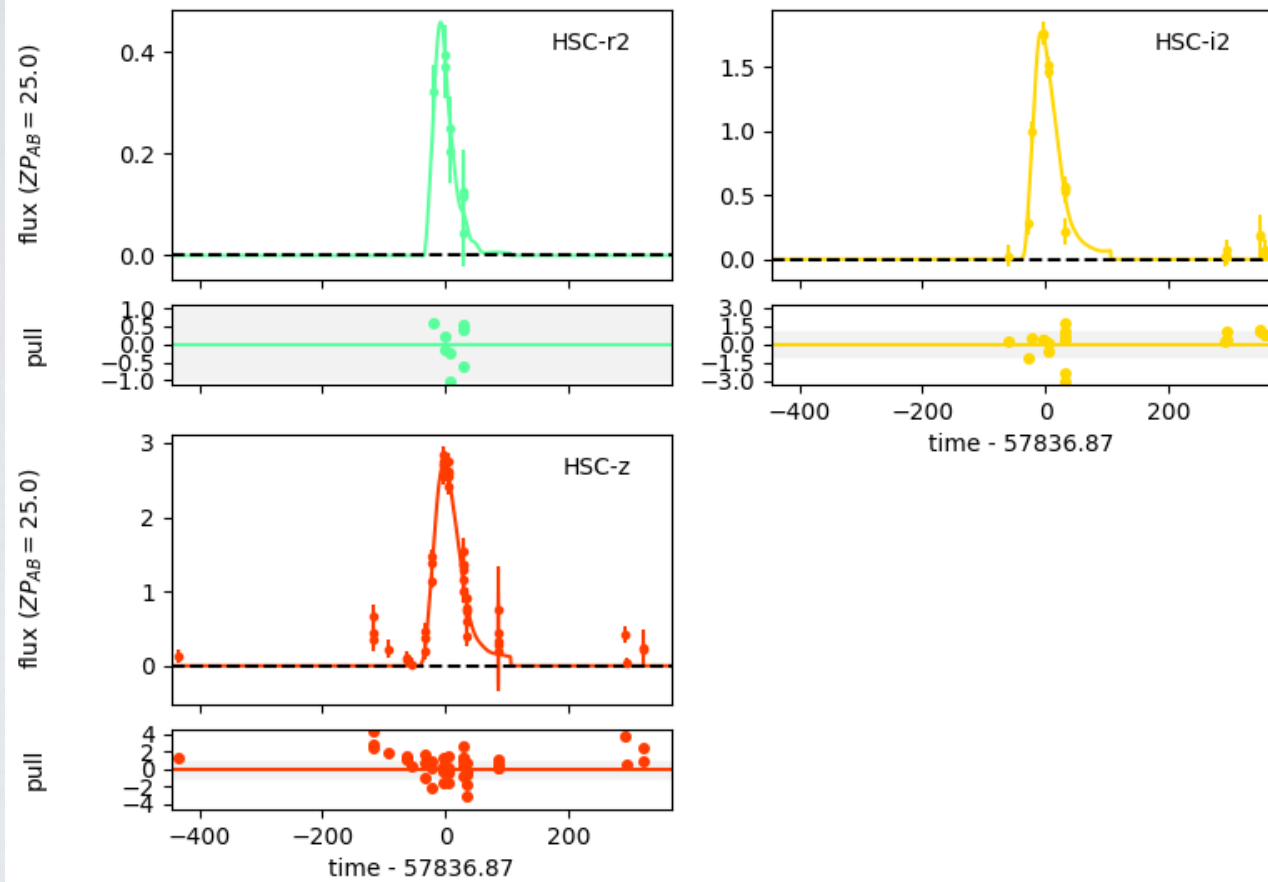 HSC-r2
flux (ZP_AB = 25.0)
0.4
0.2
0.0
pull
1.0
0.5
0.0
−0.5
−1.0
HSC-i2
1.5
1.0
0.5
0.0
3.0
1.5
0.0
−1.5
−3.0
−400 −200 0 200
time - 57836.87
HSC-z
flux (ZP_AB = 25.0)
3
2
1
0
pull
4
2
0
−2
−4
−400 −200 0 200
time - 57836.87